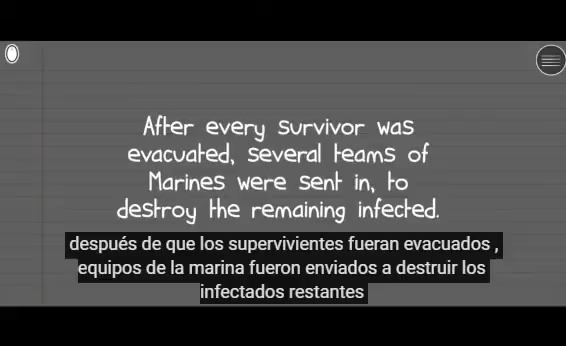 After every survivor was
evacuated, several teams of
Marines were sent in, to
destroy the remaining infected.
después de que los supervivientes fueran evacuados ,
equipos de la marina fueron enviados a destruir los
infectados restantes